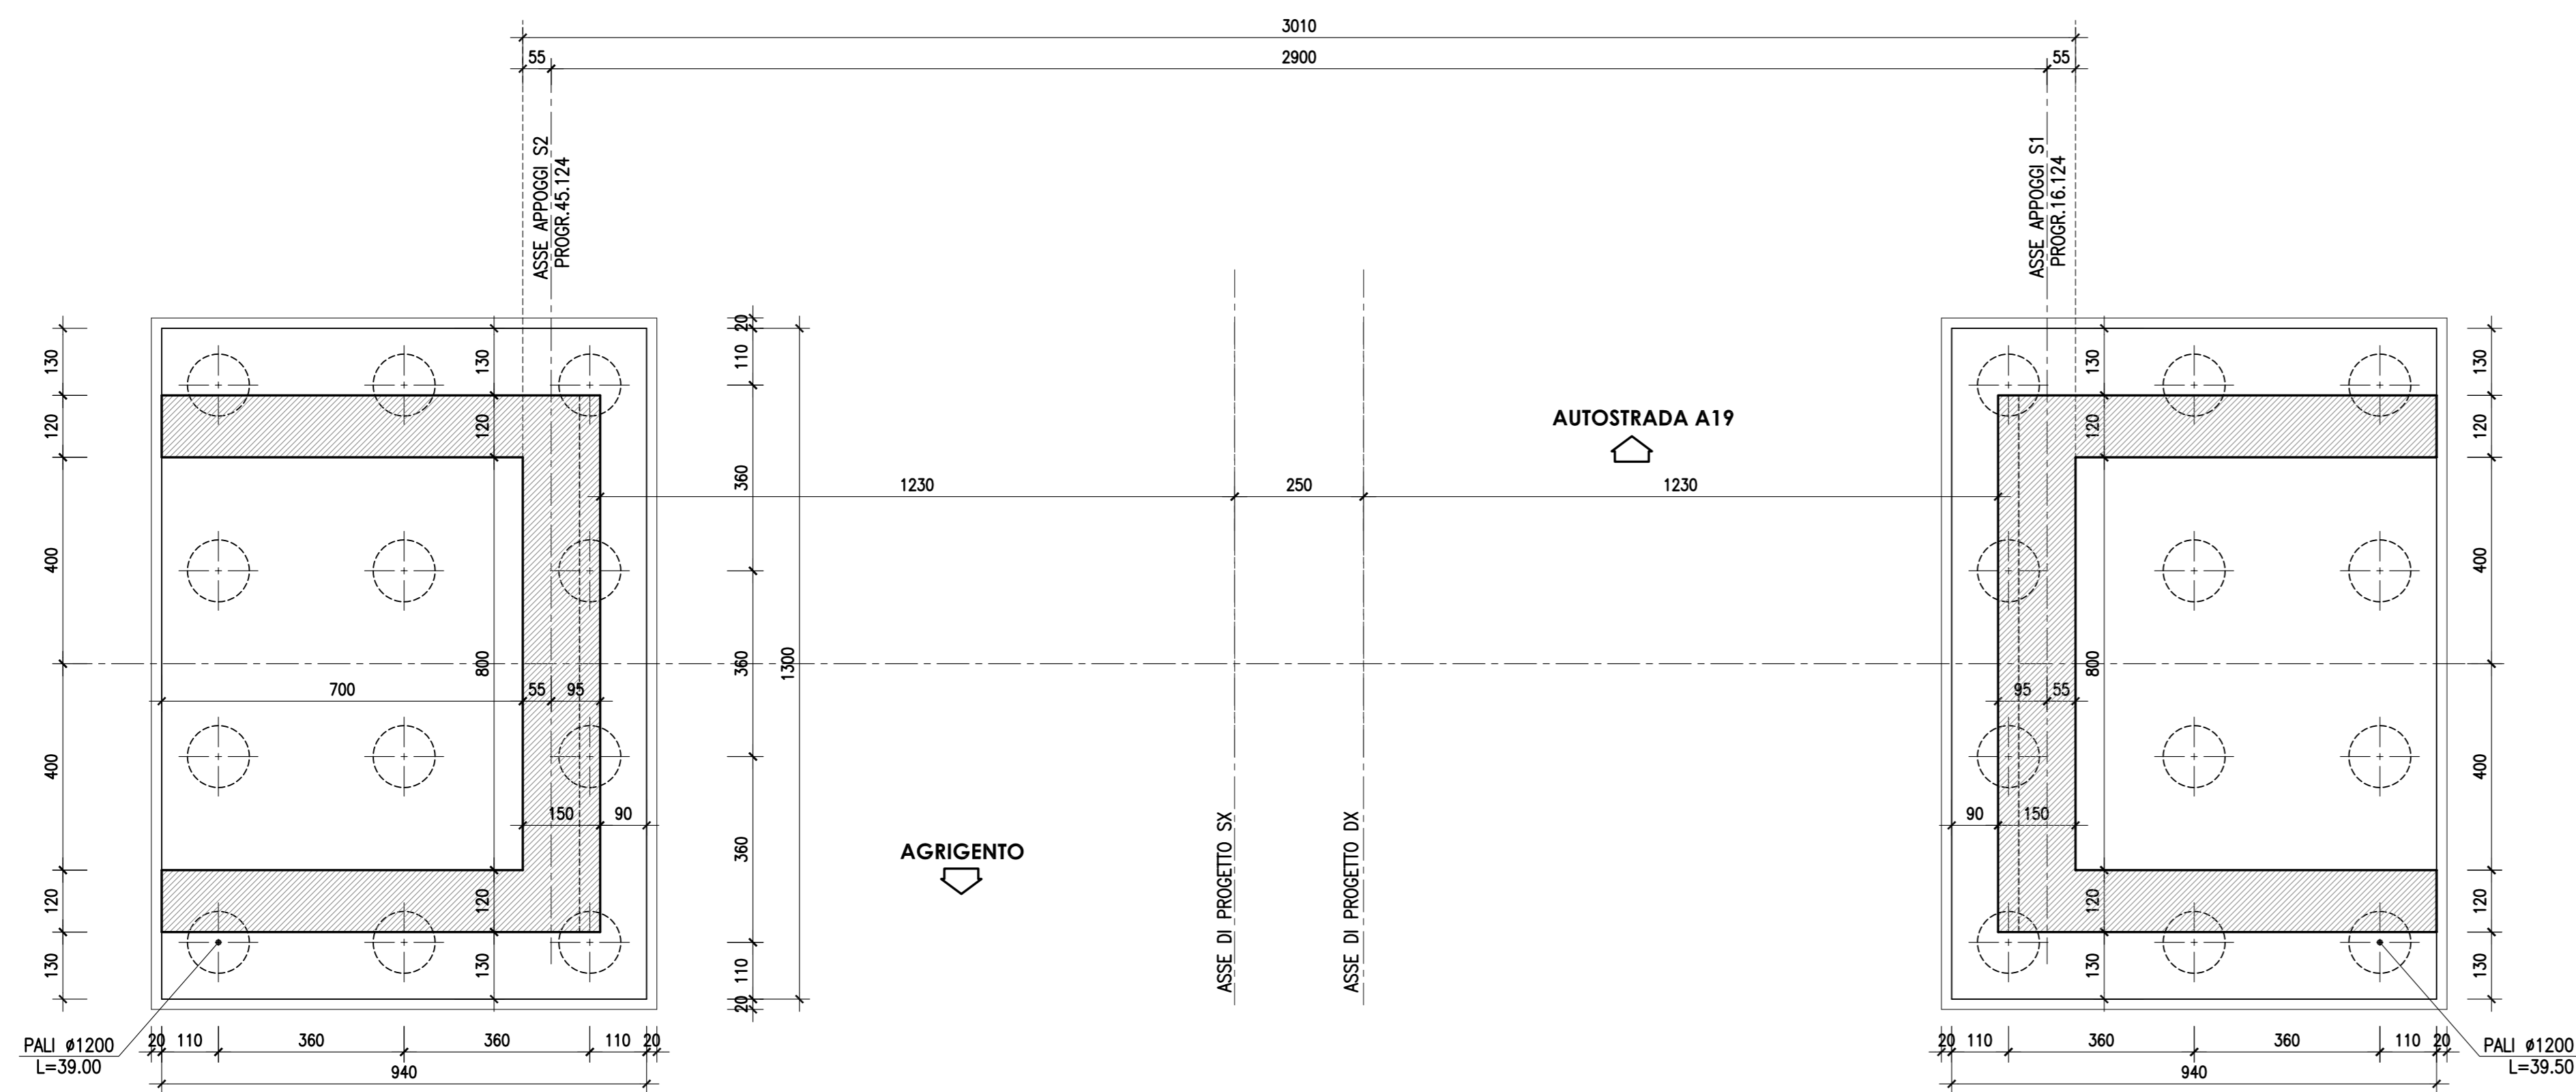 3010
55 2900 55
ASSE APPOGGI S2
PROGR.45.124
ASSE APPOGGI S1
PROGR.16.124
130
120
400
400
120
130
130
120
800
120
130
20
110
360
360
360
110
20
1300
700 55 95
150 90
1230 250 1230
AUTOSTRADA A19
AGRIGENTO
ASSE DI PROGETTO SX
ASSE DI PROGETTO DX
130
120
800
120
130
95 55
90 150
130
120
400
400
120
130
PALI ø1200
L=39.00
20 110 360 360 110 20
940
20 110 360 360 110 20
940
PALI ø1200
L=39.50